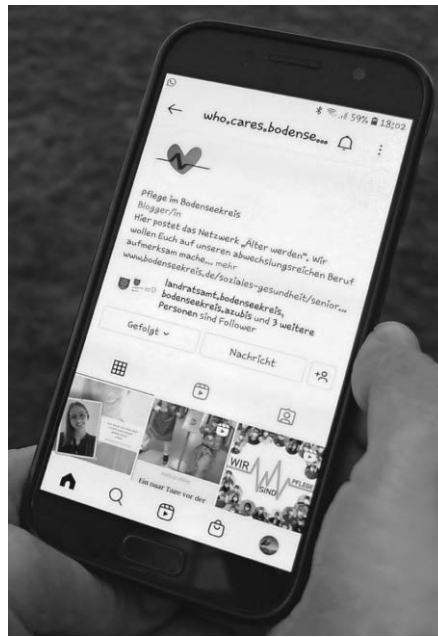 59% 18:02
who.cares.bodense...
Pflege im Bodenseekreis
Blogger/in
Hier postet das Netzwerk „Älter werden“. Wir
wollen Euch auf unseren abwechslungsreichen Beruf
aufmerksam mache... mehr
www.bodenseekreis.de/soziales-gesundheit/senior...
landratsamt.bodenseekreis,
bodenseekreis.azubis und 3 weitere
Personen sind Follower
Gefolgt Nachricht
Ein paar Tage vor der
WIR
SIND
PFLEGE